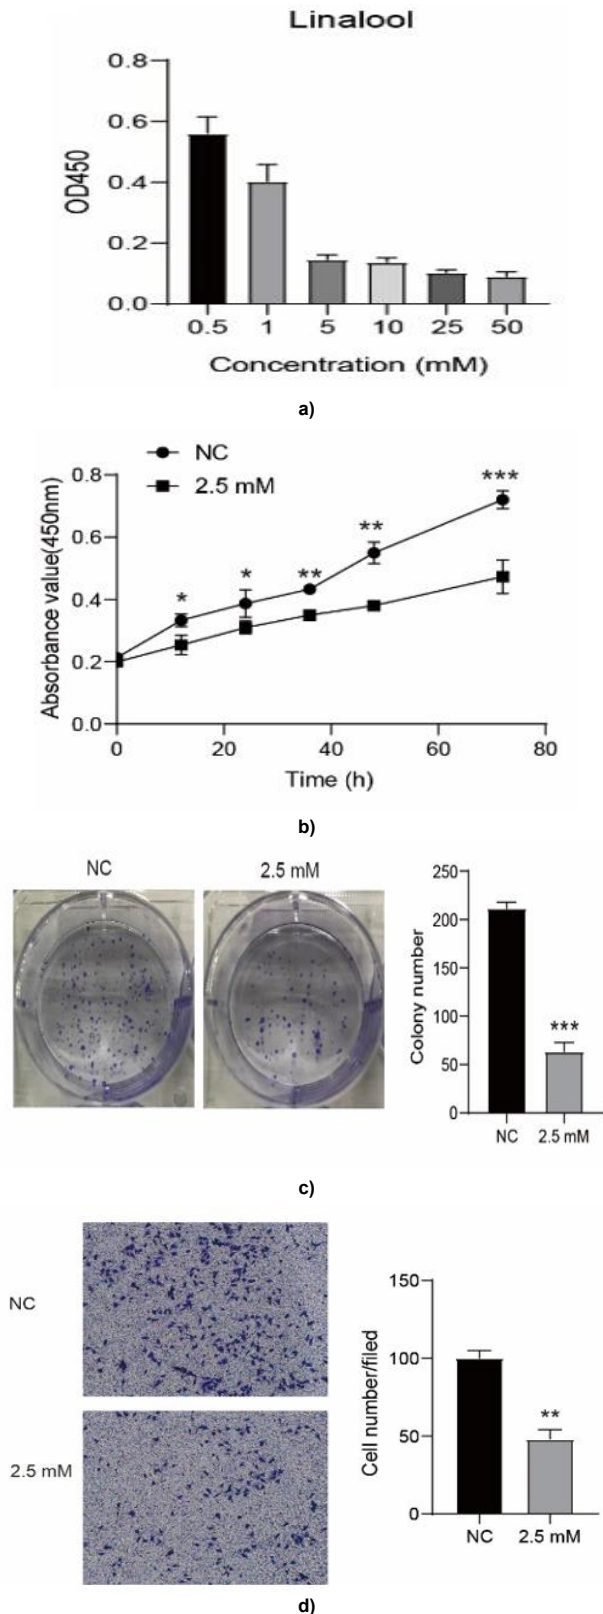 Linalool
0.8
0.6
0.4
0.2
0.0
OD450
0.5 1 5 10 25 50
Concentration (mM)
a)
NC
2.5 mM
0.8
0.6
0.4
0.2
0.0
Absorbance value(450nm)
* * ** ** ***
0 20 40 60 80
Time (h)
b)
NC 2.5 mM
250
200
150
100
50
0
Colony number
***
NC 2.5 mM
c)
NC
2.5 mM
150
100
50
0
Cell number/filed
**
NC 2.5 mM
d)